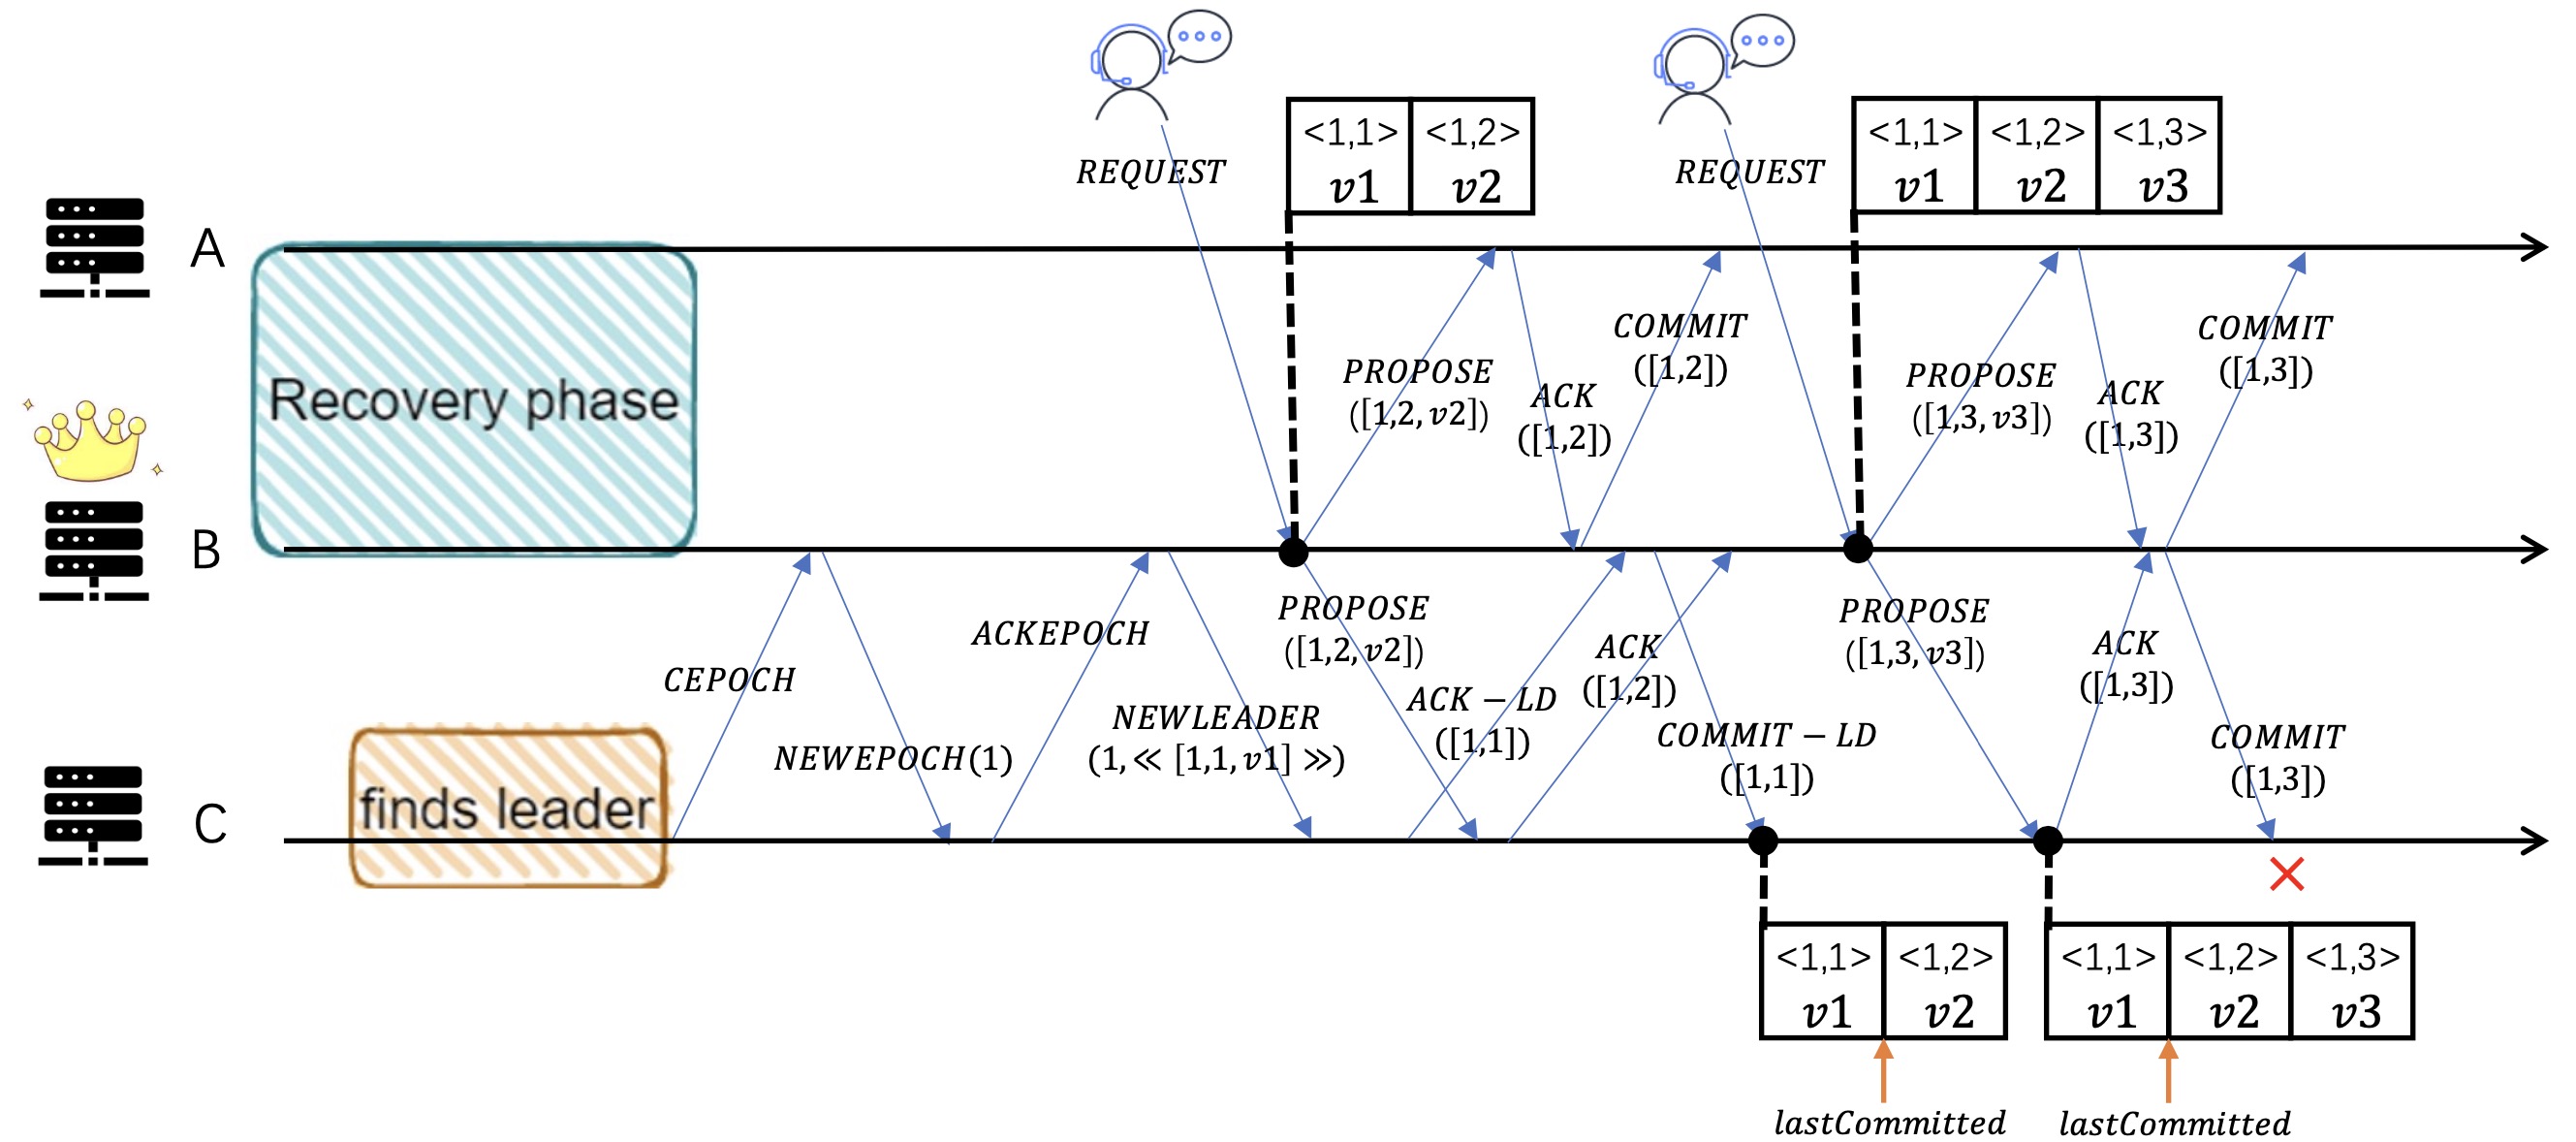 REQUEST
<1,1> <1,2>
v1 v2
REQUEST
<1,1> <1,2> <1,3>
v1 v2 v3
A
Recovery phase
PROPOSE
([1,2, v2])
ACK
([1,2])
COMMIT
([1,2])
PROPOSE
([1,3, v3])
ACK
([1,3])
COMMIT
([1,3])
B
CEPOCH
NEWEPOCH(1)
ACKEPOCH
NEWLEADER
(1, ≪ [1,1, v1] ≫)
PROPOSE
([1,2, v2])
ACK − LD
([1,1])
ACK
([1,2])
COMMIT − LD
([1,1])
PROPOSE
([1,3, v3])
ACK
([1,3])
COMMIT
([1,3])
C
finds leader
<1,1> <1,2>
v1 v2
lastCommitted
<1,1> <1,2> <1,3>
v1 v2 v3
lastCommitted